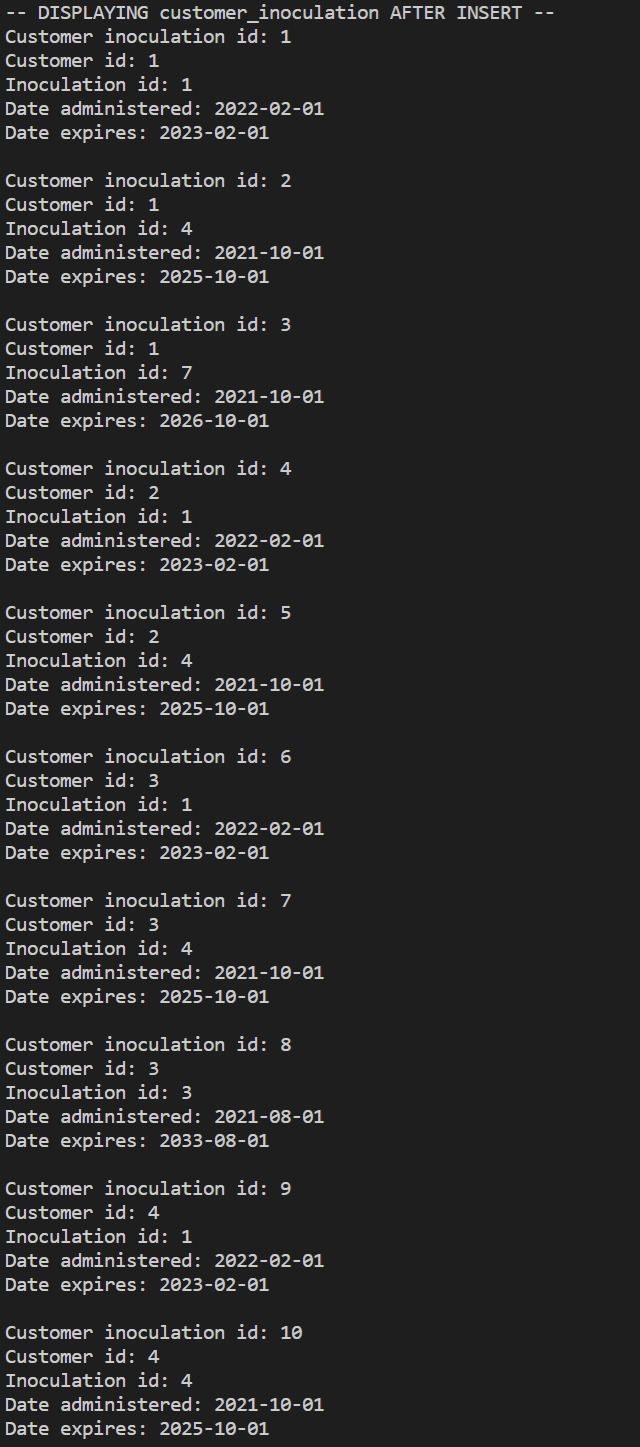 -- DISPLAYING customer_inoculation AFTER INSERT --
Customer inoculation id: 1
Customer id: 1
Inoculation id: 1
Date administered: 2022-02-01
Date expires: 2023-02-01

Customer inoculation id: 2
Customer id: 1
Inoculation id: 4
Date administered: 2021-10-01
Date expires: 2025-10-01

Customer inoculation id: 3
Customer id: 1
Inoculation id: 7
Date administered: 2021-10-01
Date expires: 2026-10-01

Customer inoculation id: 4
Customer id: 2
Inoculation id: 1
Date administered: 2022-02-01
Date expires: 2023-02-01

Customer inoculation id: 5
Customer id: 2
Inoculation id: 4
Date administered: 2021-10-01
Date expires: 2025-10-01

Customer inoculation id: 6
Customer id: 3
Inoculation id: 1
Date administered: 2022-02-01
Date expires: 2023-02-01

Customer inoculation id: 7
Customer id: 3
Inoculation id: 4
Date administered: 2021-10-01
Date expires: 2025-10-01

Customer inoculation id: 8
Customer id: 3
Inoculation id: 3
Date administered: 2021-08-01
Date expires: 2033-08-01

Customer inoculation id: 9
Customer id: 4
Inoculation id: 1
Date administered: 2022-02-01
Date expires: 2023-02-01

Customer inoculation id: 10
Customer id: 4
Inoculation id: 4
Date administered: 2021-10-01
Date expires: 2025-10-01